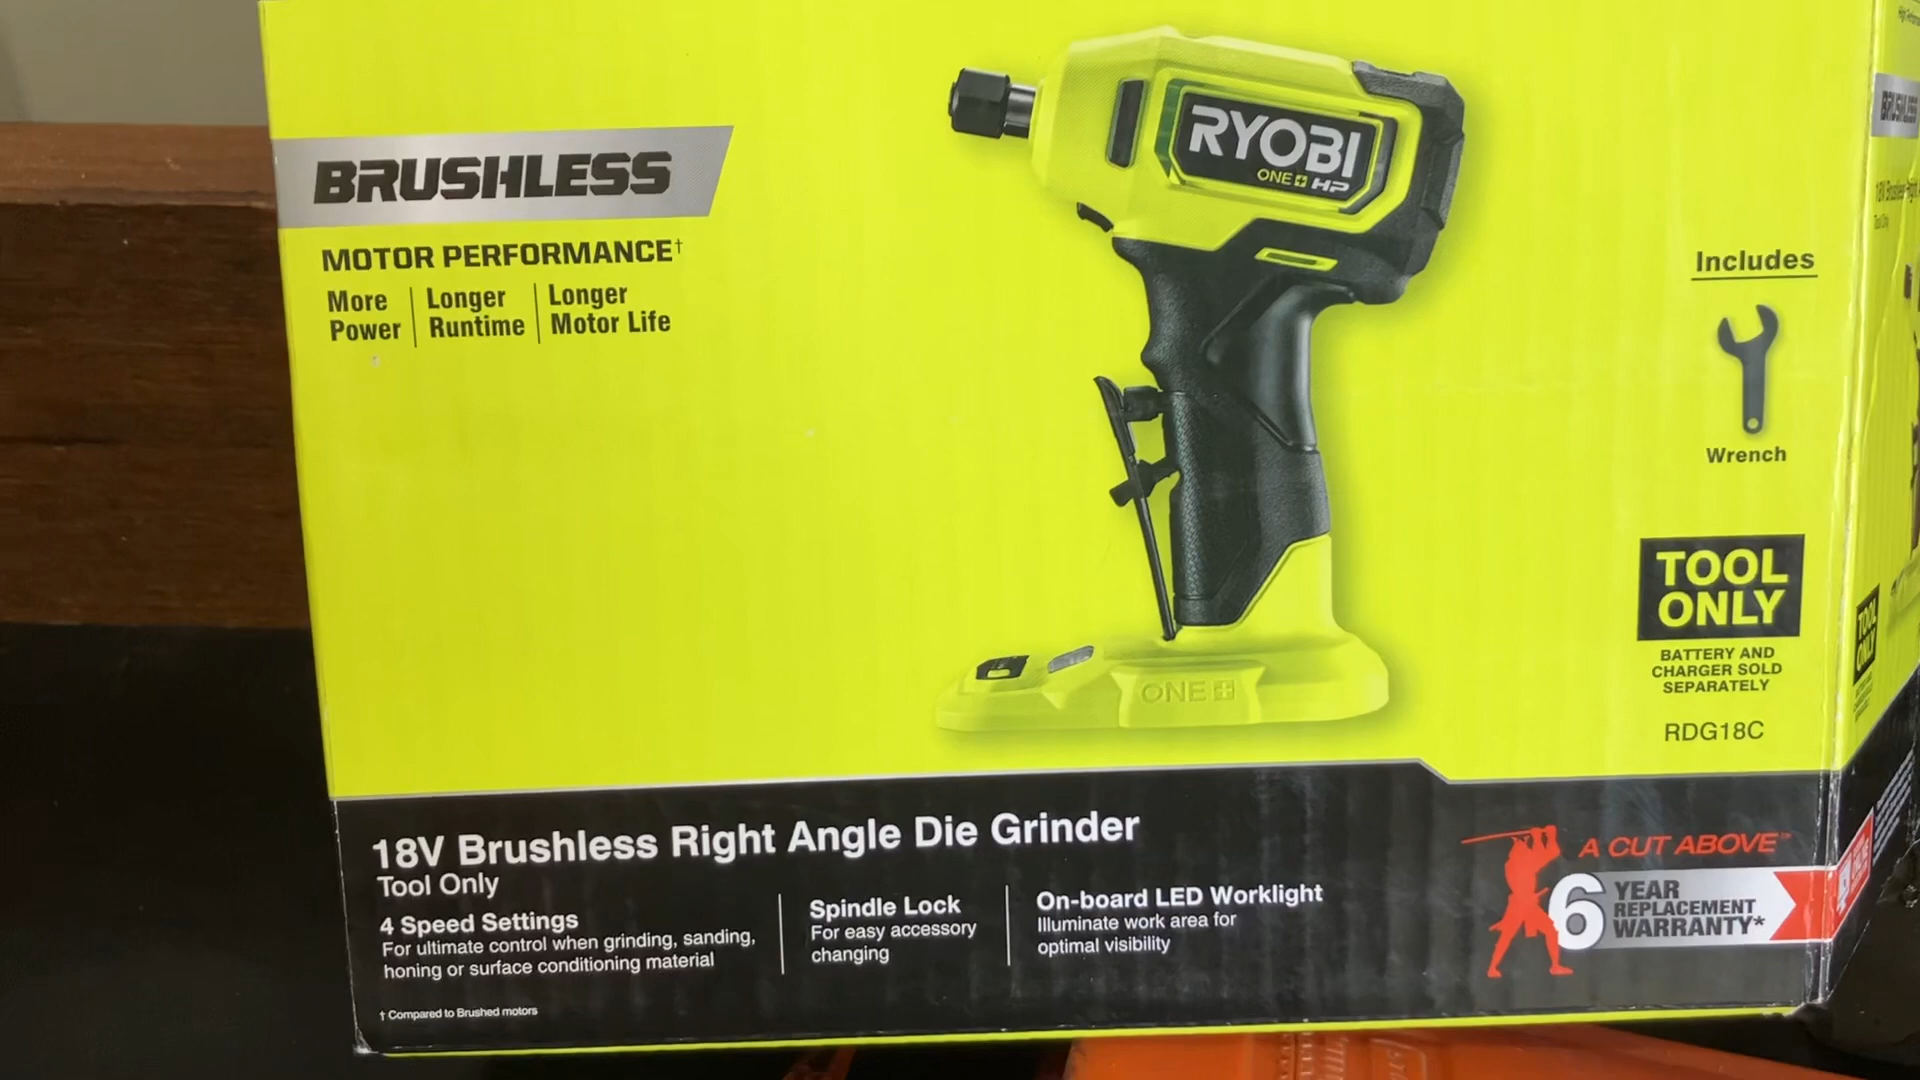 BRUSHLESS
MOTOR PERFORMANCE†
More
Power
Longer
Runtime
Longer
Motor Life
RYOBI
ONE+ HP
ONE+
Includes
Wrench
TOOL
ONLY
BATTERY AND
CHARGER SOLD
SEPARATELY
RDG18C
18V Brushless Right Angle Die Grinder
Tool Only
4 Speed Settings
For ultimate control when grinding, sanding,
honing or surface conditioning material
Spindle Lock
For easy accessory
changing
On-board LED Worklight
Illuminate work area for
optimal visibility
† Compared to Brushed motors
A CUT ABOVE™
6 YEAR
REPLACEMENT
WARRANTY*
BRUSHLESS
TOOL
ONLY